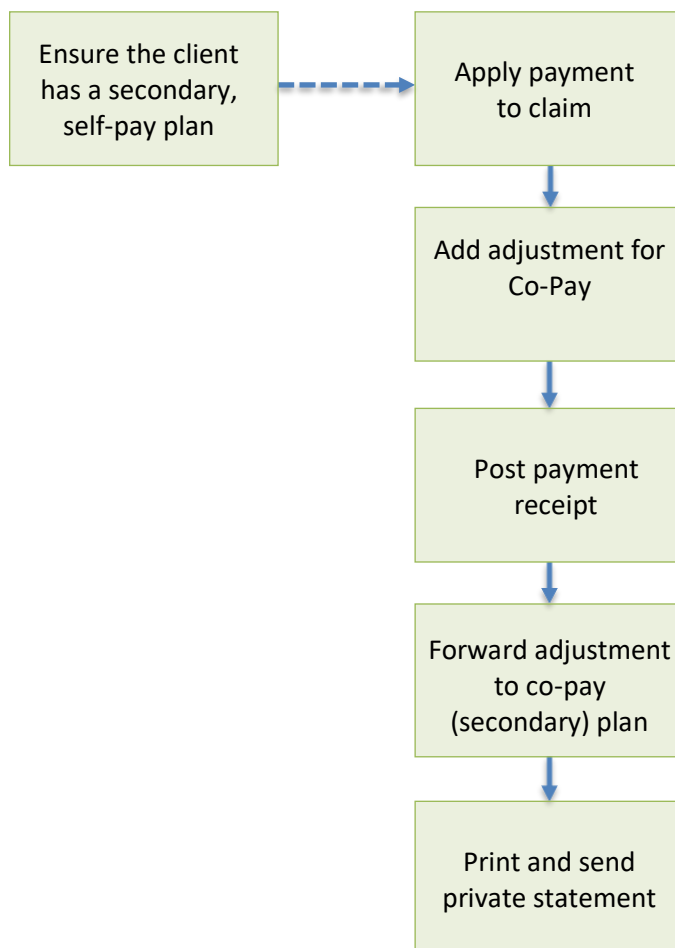 Ensure the client
has a secondary,
self-pay plan
Apply payment
to claim
Add adjustment for
Co-Pay
Post payment
receipt
Forward adjustment
to co-pay
(secondary) plan
Print and send
private statement